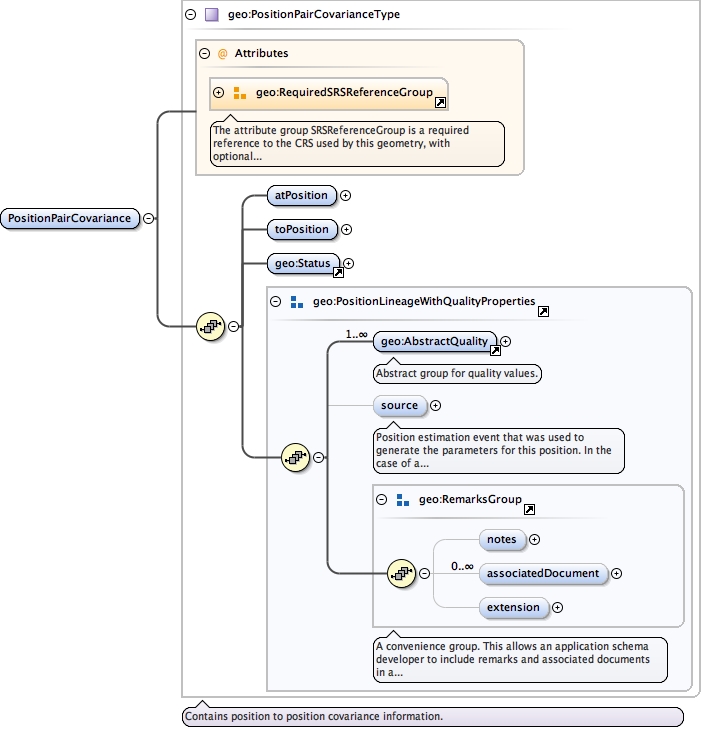 geo:PositionPairCovarianceType
@ Attributes
geo:RequiredSRSReferenceGroup
The attribute group SRSReferenceGroup is a required
reference to the CRS used by this geometry, with
optional...
PositionPairCovariance
atPosition
toPosition
geo:Status
geo:PositionLineageWithQualityProperties
1..∞
geo:AbstractQuality
Abstract group for quality values.
source
Position estimation event that was used to
generate the parameters for this position. In the
case of a...
geo:RemarksGroup
notes
0..∞
associatedDocument
extension
A convenience group. This allows an application schema
developer to include remarks and associated documents
in a...
Contains position to position covariance information.